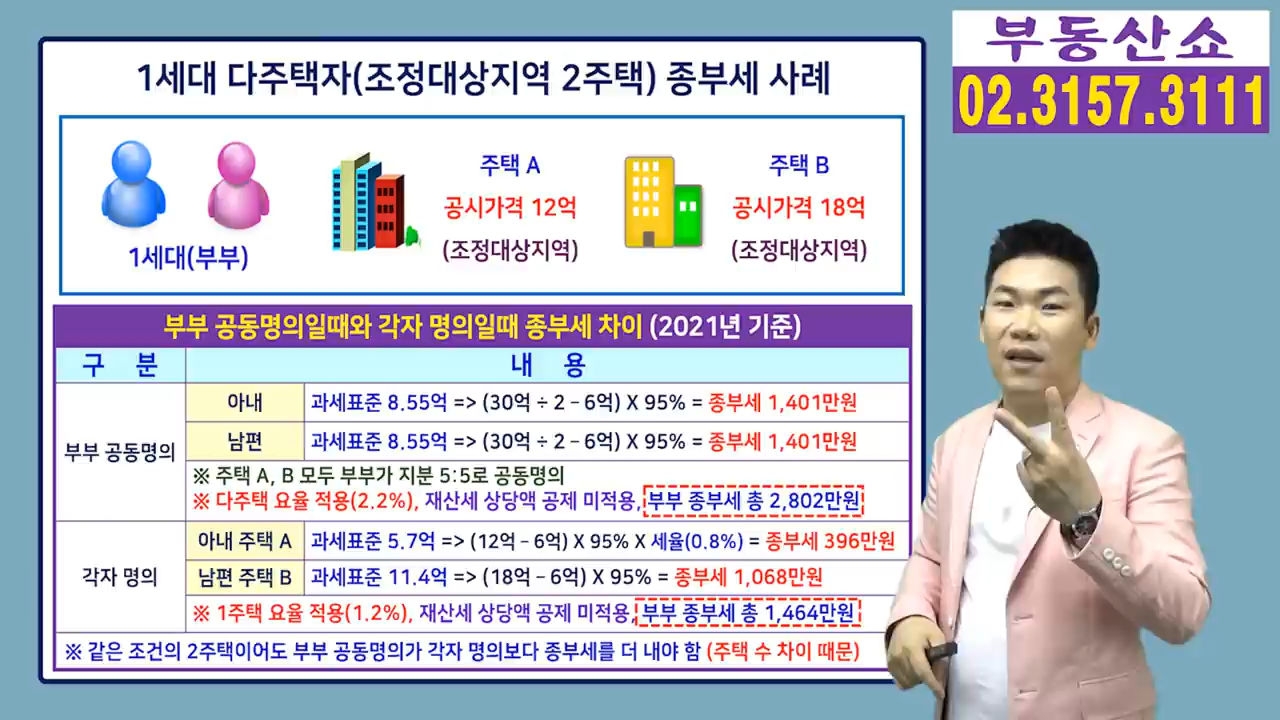 부동산쇼
02.3157.3111
1세대 다주택자(조정대상지역 2주택) 종부세 사례
1세대(부부)
주택 A
공시가격 12억
(조정대상지역)
주택 B
공시가격 18억
(조정대상지역)
부부 공동명의일때와 각자 명의일때 종부세 차이 (2021년 기준)
구 분 내 용
부부 공동명의
아내 과세표준 8.55억 => (30억 ÷ 2 – 6억) X 95% = 종부세 1,401만원
남편 과세표준 8.55억 => (30억 ÷ 2 – 6억) X 95% = 종부세 1,401만원
※ 주택 A, B 모두 부부가 지분 5:5로 공동명의
※ 다주택 요율 적용(2.2%), 재산세 상당액 공제 미적용, 부부 종부세 총 2,802만원
각자 명의
아내 주택 A 과세표준 5.7억 => (12억 – 6억) X 95% X 세율(0.8%) = 종부세 396만원
남편 주택 B 과세표준 11.4억 => (18억 – 6억) X 95% = 종부세 1,068만원
※ 1주택 요율 적용(1.2%), 재산세 상당액 공제 미적용, 부부 종부세 총 1,464만원
※ 같은 조건의 2주택이어도 부부 공동명의가 각자 명의보다 종부세를 더 내야 함 (주택 수 차이 때문)